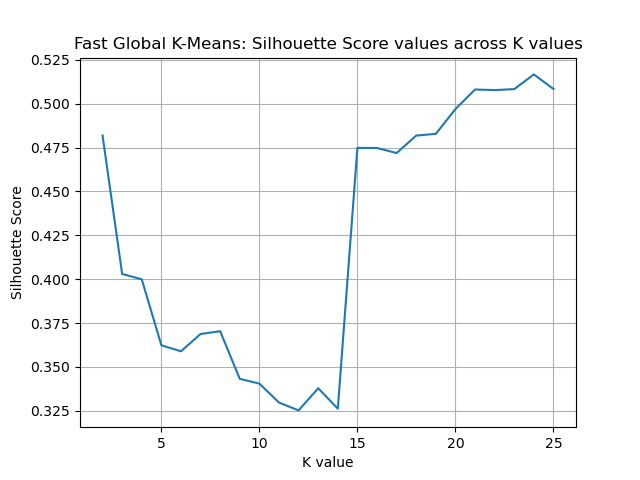 Fast Global K-Means: Silhouette Score values across K values
0.525
0.500
0.475
0.450
0.425
0.400
0.375
0.350
0.325
Silhouette Score
5 10 15 20 25
K value